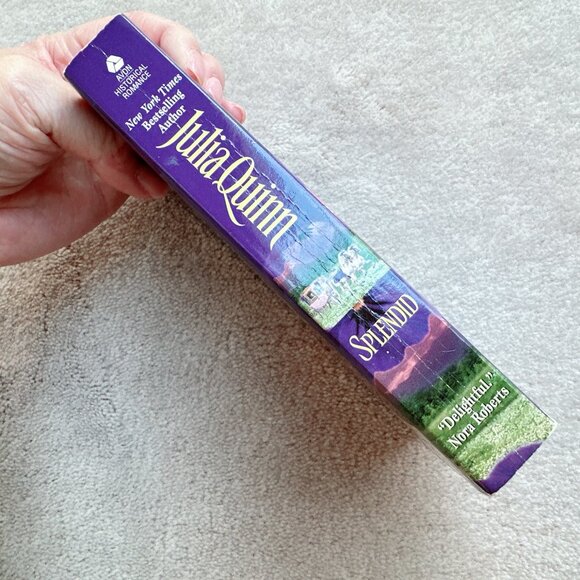 AVON
HISTORICAL
ROMANCE
New York Times
Bestselling
Author
Julia Quinn
SPLENDID
"Delightful."
Nora Roberts